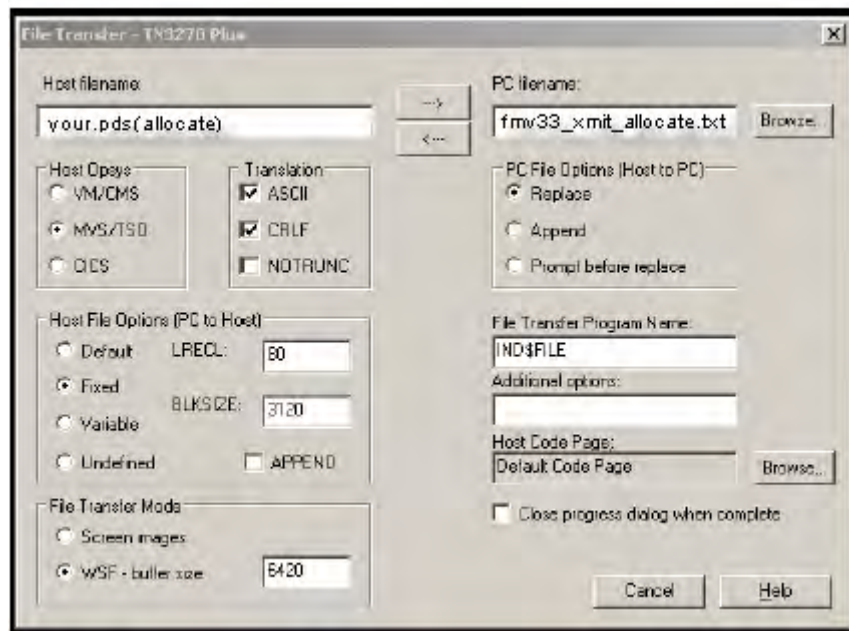 File Transfer - TN3270 Plus
Host filename:
your.pds(allocate)
--->
<---
PC filename:
fmv33_xmit_allocate.txt
Browse...
Host Opsys
VM/CMS
MVS/TSO
CICS
Translation
ASCII
CRLF
NOTRUNC
PC File Options (Host to PC)
Replace
Append
Prompt before replace
Host File Options (PC to Host)
Default
Fixed
Variable
Undefined
LRECL:
80
BLKSIZE:
3120
APPEND
File Transfer Program Name:
IND$FILE
Additional options:
Host Code Page:
Default Code Page
Browse...
File Transfer Mode
Screen images
WSF - buffer size
6420
Close progress dialog when complete
Cancel
Help